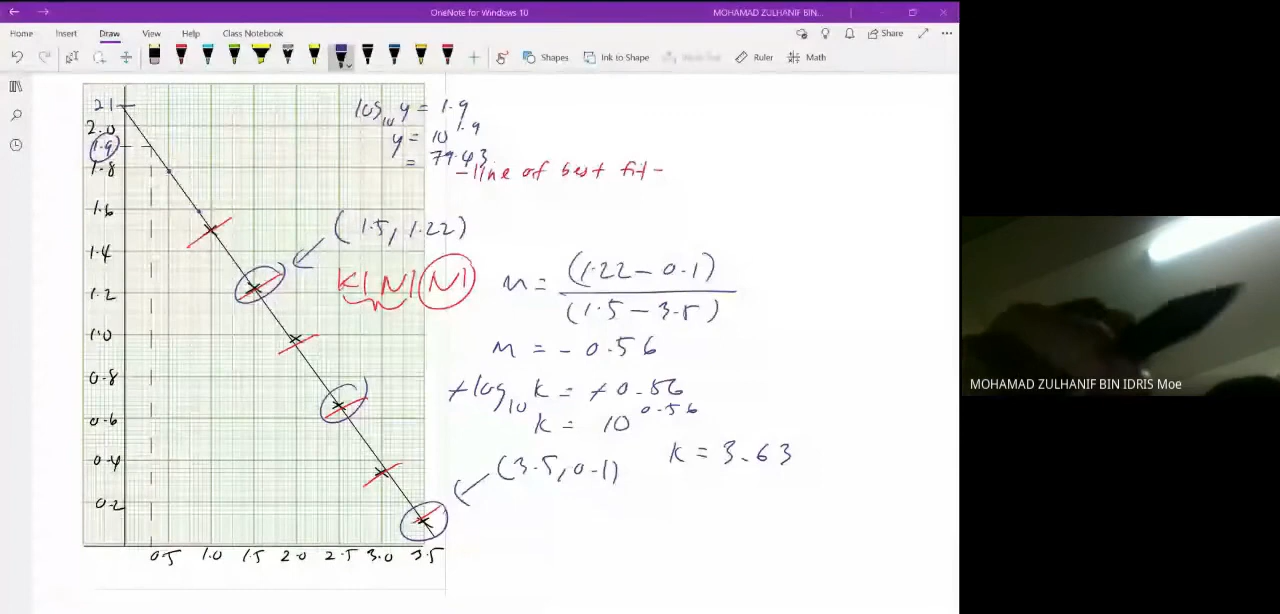 OneNote for Windows 10
MOHAMAD ZULHANIF BIN...
Home Insert Draw View Help Class Notebook
Share
Shapes
Ink to Shape
Ruler
Math
log10 y = 1.9
y = 10^1.9
= 79.43
-line of best fit-
(1.5, 1.22)
K1 N1 N1
m = (1.22 - 0.1)
(1.5 - 3.5)
m = - 0.56
+log10 k = +0.56
k = 10^0.56
k = 3.63
(3.5, 0.1)
2.1
2.0
1.9
1.8
1.6
1.4
1.2
1.0
0.8
0.6
0.4
0.2
0.5 1.0 1.5 2.0 2.5 3.0 3.5
MOHAMAD ZULHANIF BIN IDRIS Moe